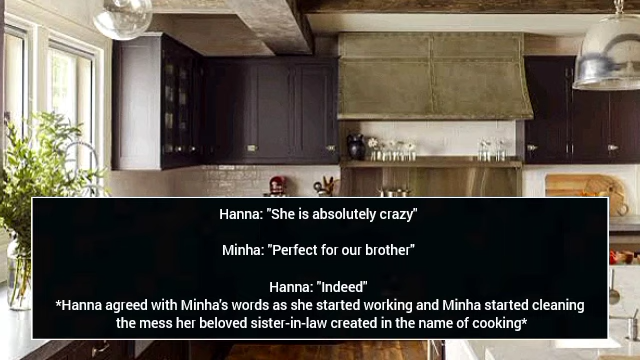 Hanna: "She is absolutely crazy"
Minha: "Perfect for our brother"
Hanna: "Indeed"
*Hanna agreed with Minha's words as she started working and Minha started cleaning
the mess her beloved sister-in-law created in the name of cooking*